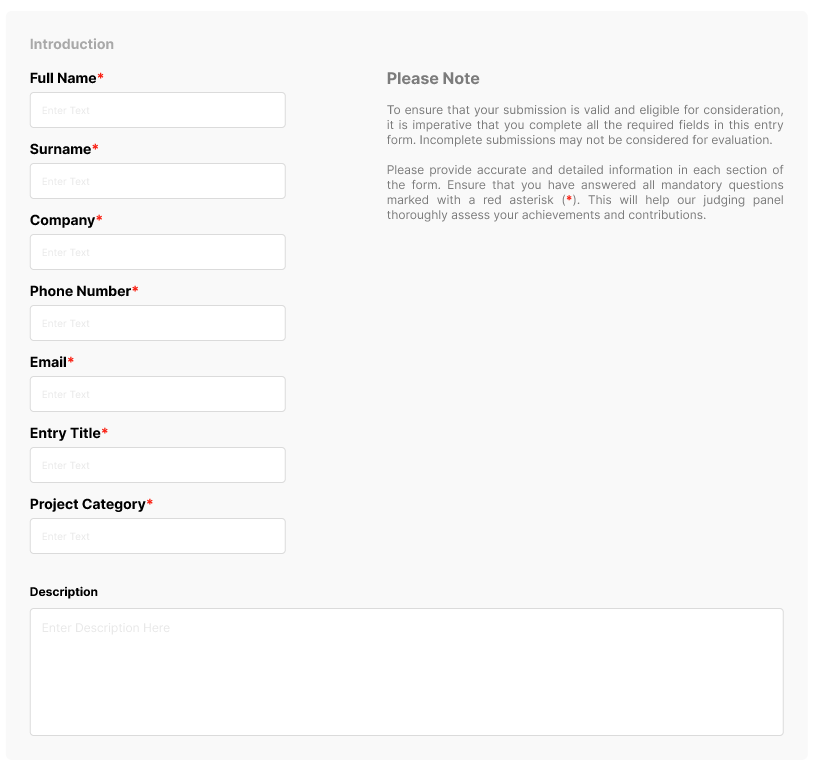 Introduction
Full Name*
Enter Text
Surname*
Enter Text
Company*
Enter Text
Phone Number*
Enter Text
Email*
Enter Text
Entry Title*
Enter Text
Project Category*
Enter Text
Please Note
To ensure that your submission is valid and eligible for consideration,
it is imperative that you complete all the required fields in this entry
form. Incomplete submissions may not be considered for evaluation.
Please provide accurate and detailed information in each section of
the form. Ensure that you have answered all mandatory questions
marked with a red asterisk (*). This will help our judging panel
thoroughly assess your achievements and contributions.
Description
Enter Description Here